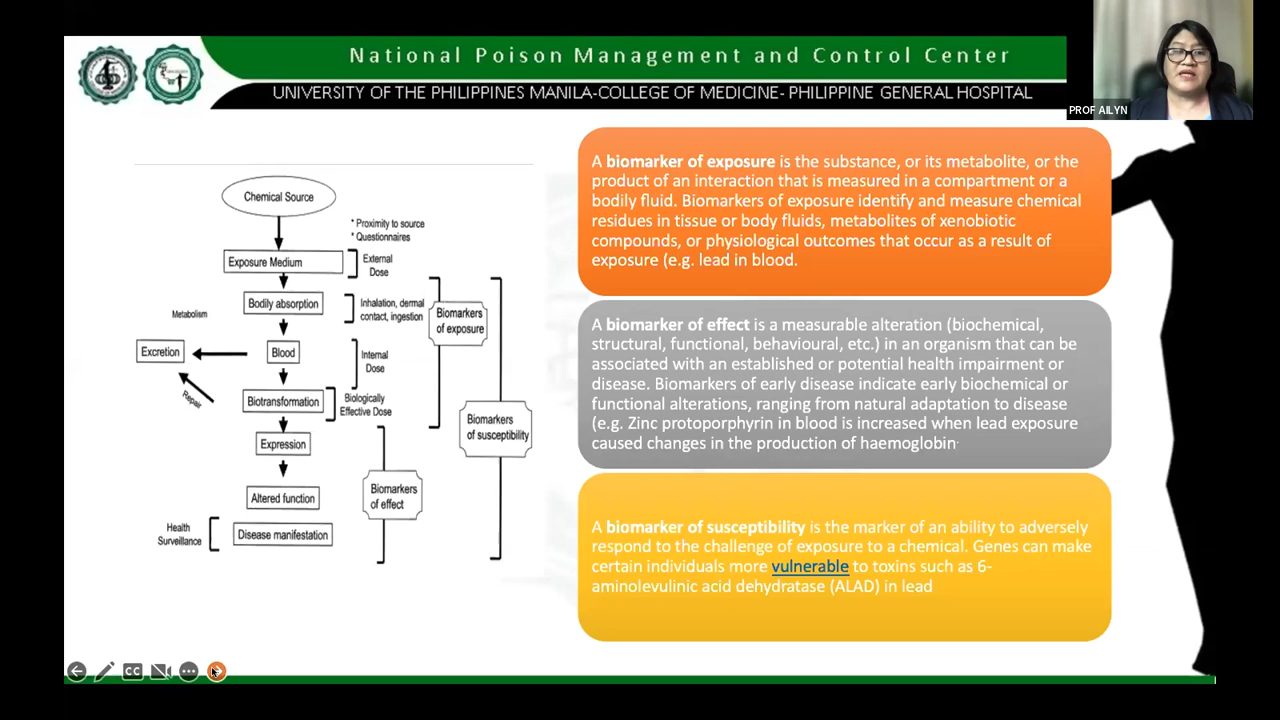 National Poison Management and Control Center
UNIVERSITY OF THE PHILIPPINES MANILA-COLLEGE OF MEDICINE- PHILIPPINE GENERAL HOSPITAL
PROF AILYN
Chemical Source
* Proximity to source
* Questionnaires
Exposure Medium
External
Dose
Bodily absorption
Inhalation, dermal
contact, ingestion
Biomarkers
of exposure
Metabolism
Excretion
Blood
Internal
Dose
Repair
Biotransformation
Biologically
Effective Dose
Biomarkers
of susceptibility
Expression
Altered function
Biomarkers
of effect
Health
Surveillance
Disease manifestation
A biomarker of exposure is the substance, or its metabolite, or the
product of an interaction that is measured in a compartment or a
bodily fluid. Biomarkers of exposure identify and measure chemical
residues in tissue or body fluids, metabolites of xenobiotic
compounds, or physiological outcomes that occur as a result of
exposure (e.g. lead in blood.
A biomarker of effect is a measurable alteration (biochemical,
structural, functional, behavioural, etc.) in an organism that can be
associated with an established or potential health impairment or
disease. Biomarkers of early disease indicate early biochemical or
functional alterations, ranging from natural adaptation to disease
(e.g. Zinc protoporphyrin in blood is increased when lead exposure
caused changes in the production of haemoglobin.
A biomarker of susceptibility is the marker of an ability to adversely
respond to the challenge of exposure to a chemical. Genes can make
certain individuals more vulnerable to toxins such as 6-
aminolevulinic acid dehydratase (ALAD) in lead
CC